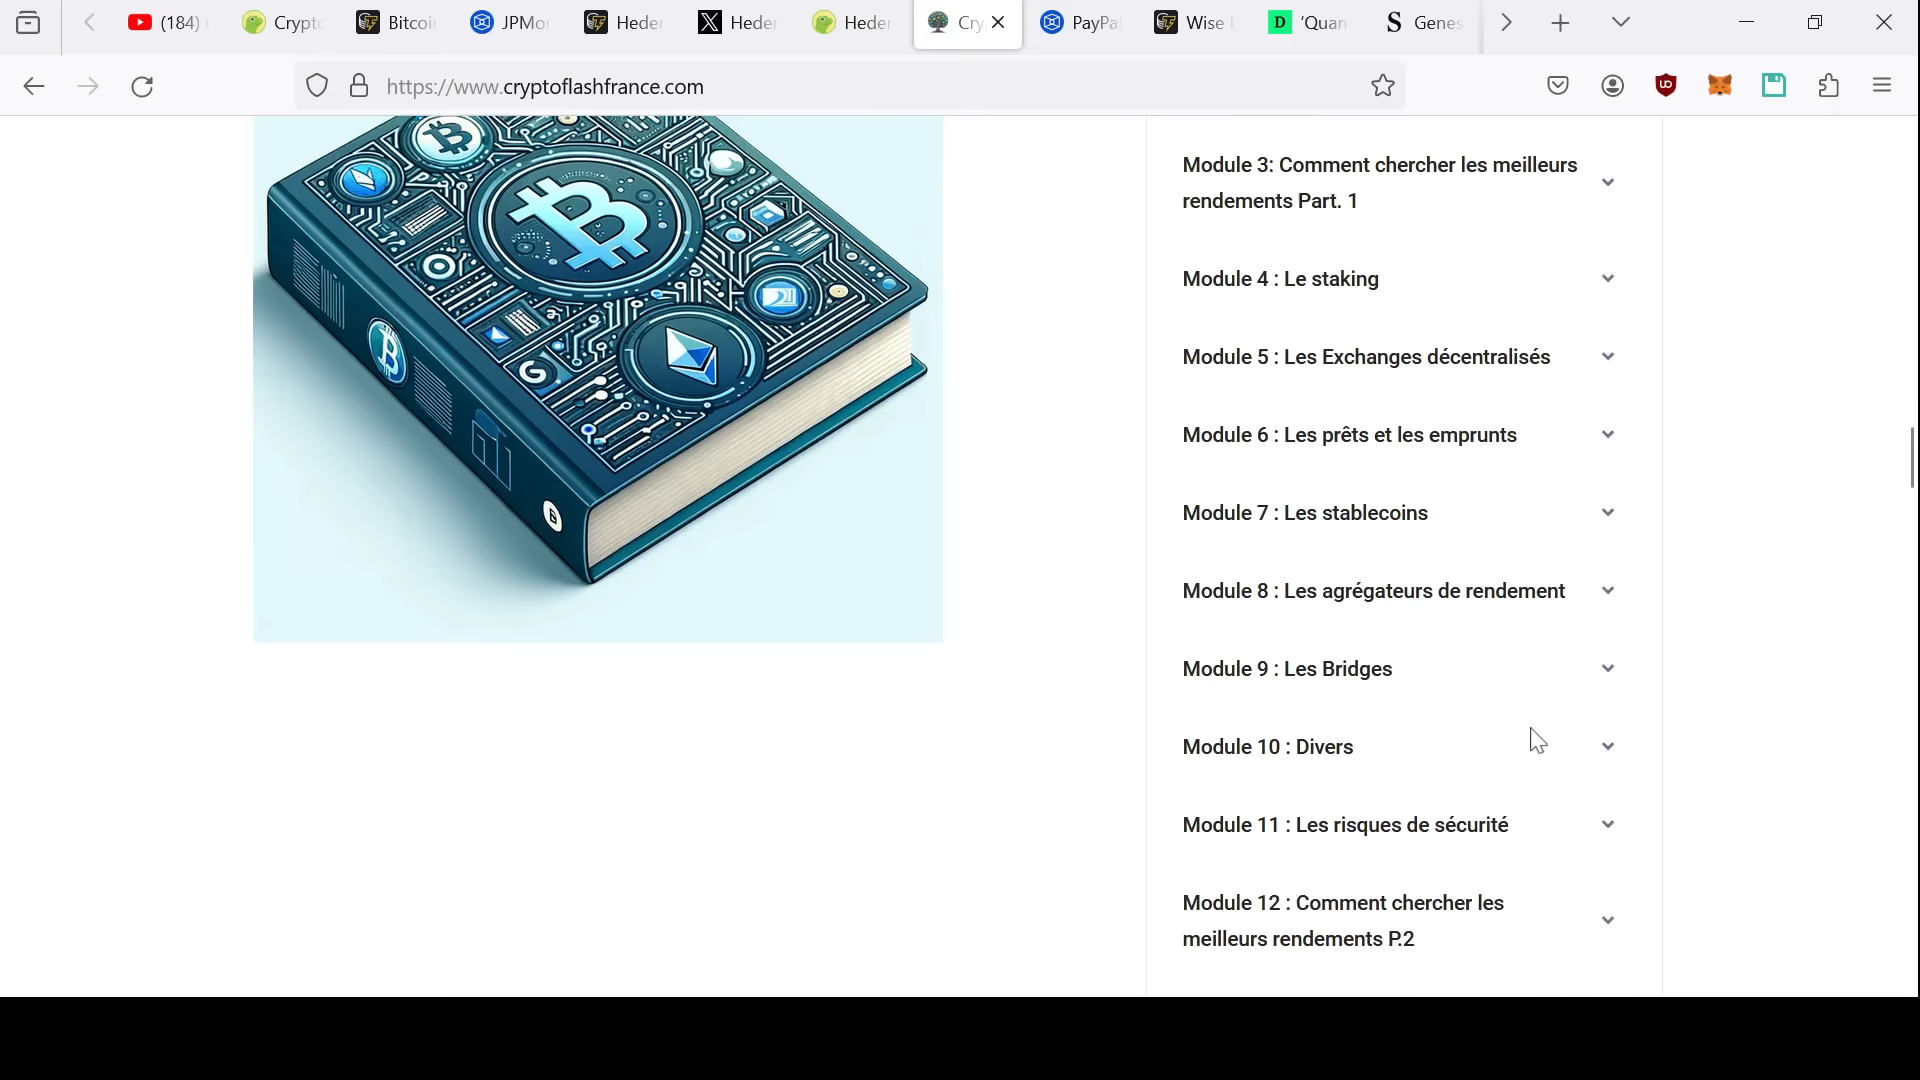 (184)
Crypto
Bitcoi
JPMor
Heder
Heder
Heder
Cry
PayPa
Wise
'Quan
Genes
https://www.cryptoflashfrance.com
Module 3: Comment chercher les meilleurs
rendements Part. 1
Module 4 : Le staking
Module 5 : Les Exchanges décentralisés
Module 6 : Les prêts et les emprunts
Module 7 : Les stablecoins
Module 8 : Les agrégateurs de rendement
Module 9 : Les Bridges
Module 10 : Divers
Module 11 : Les risques de sécurité
Module 12 : Comment chercher les
meilleurs rendements P.2